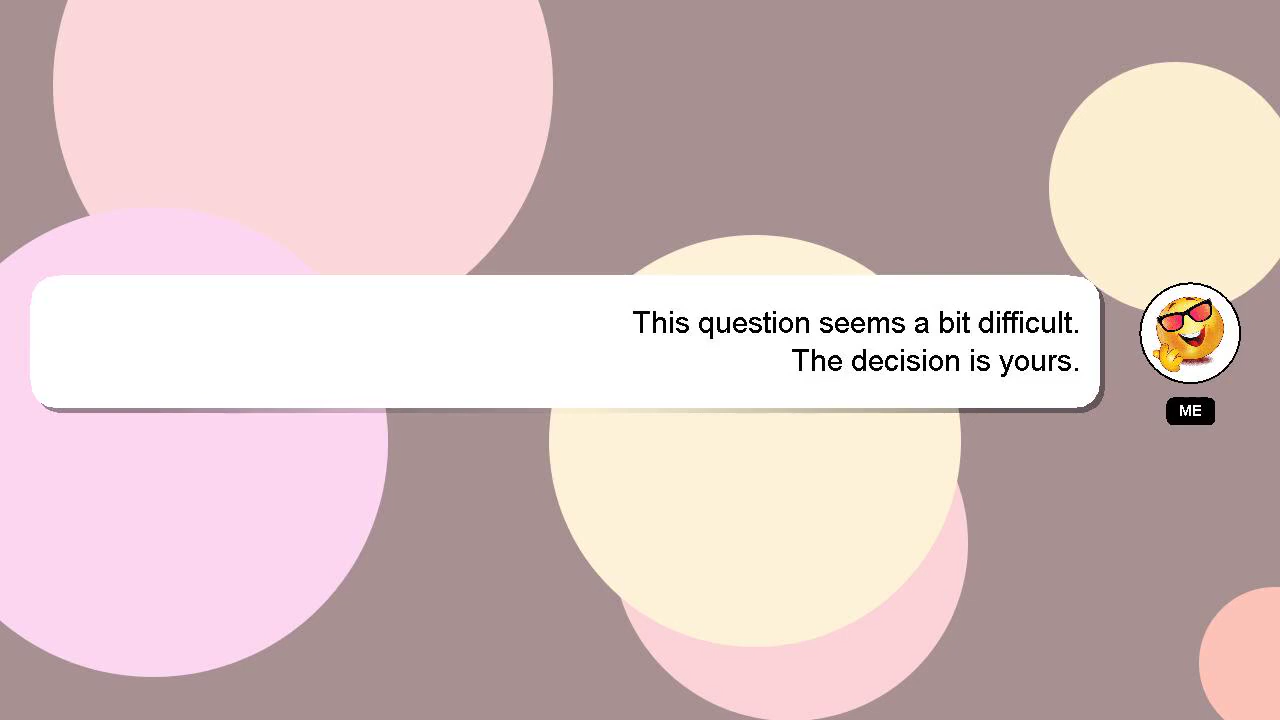 This question seems a bit difficult.
The decision is yours.
ME